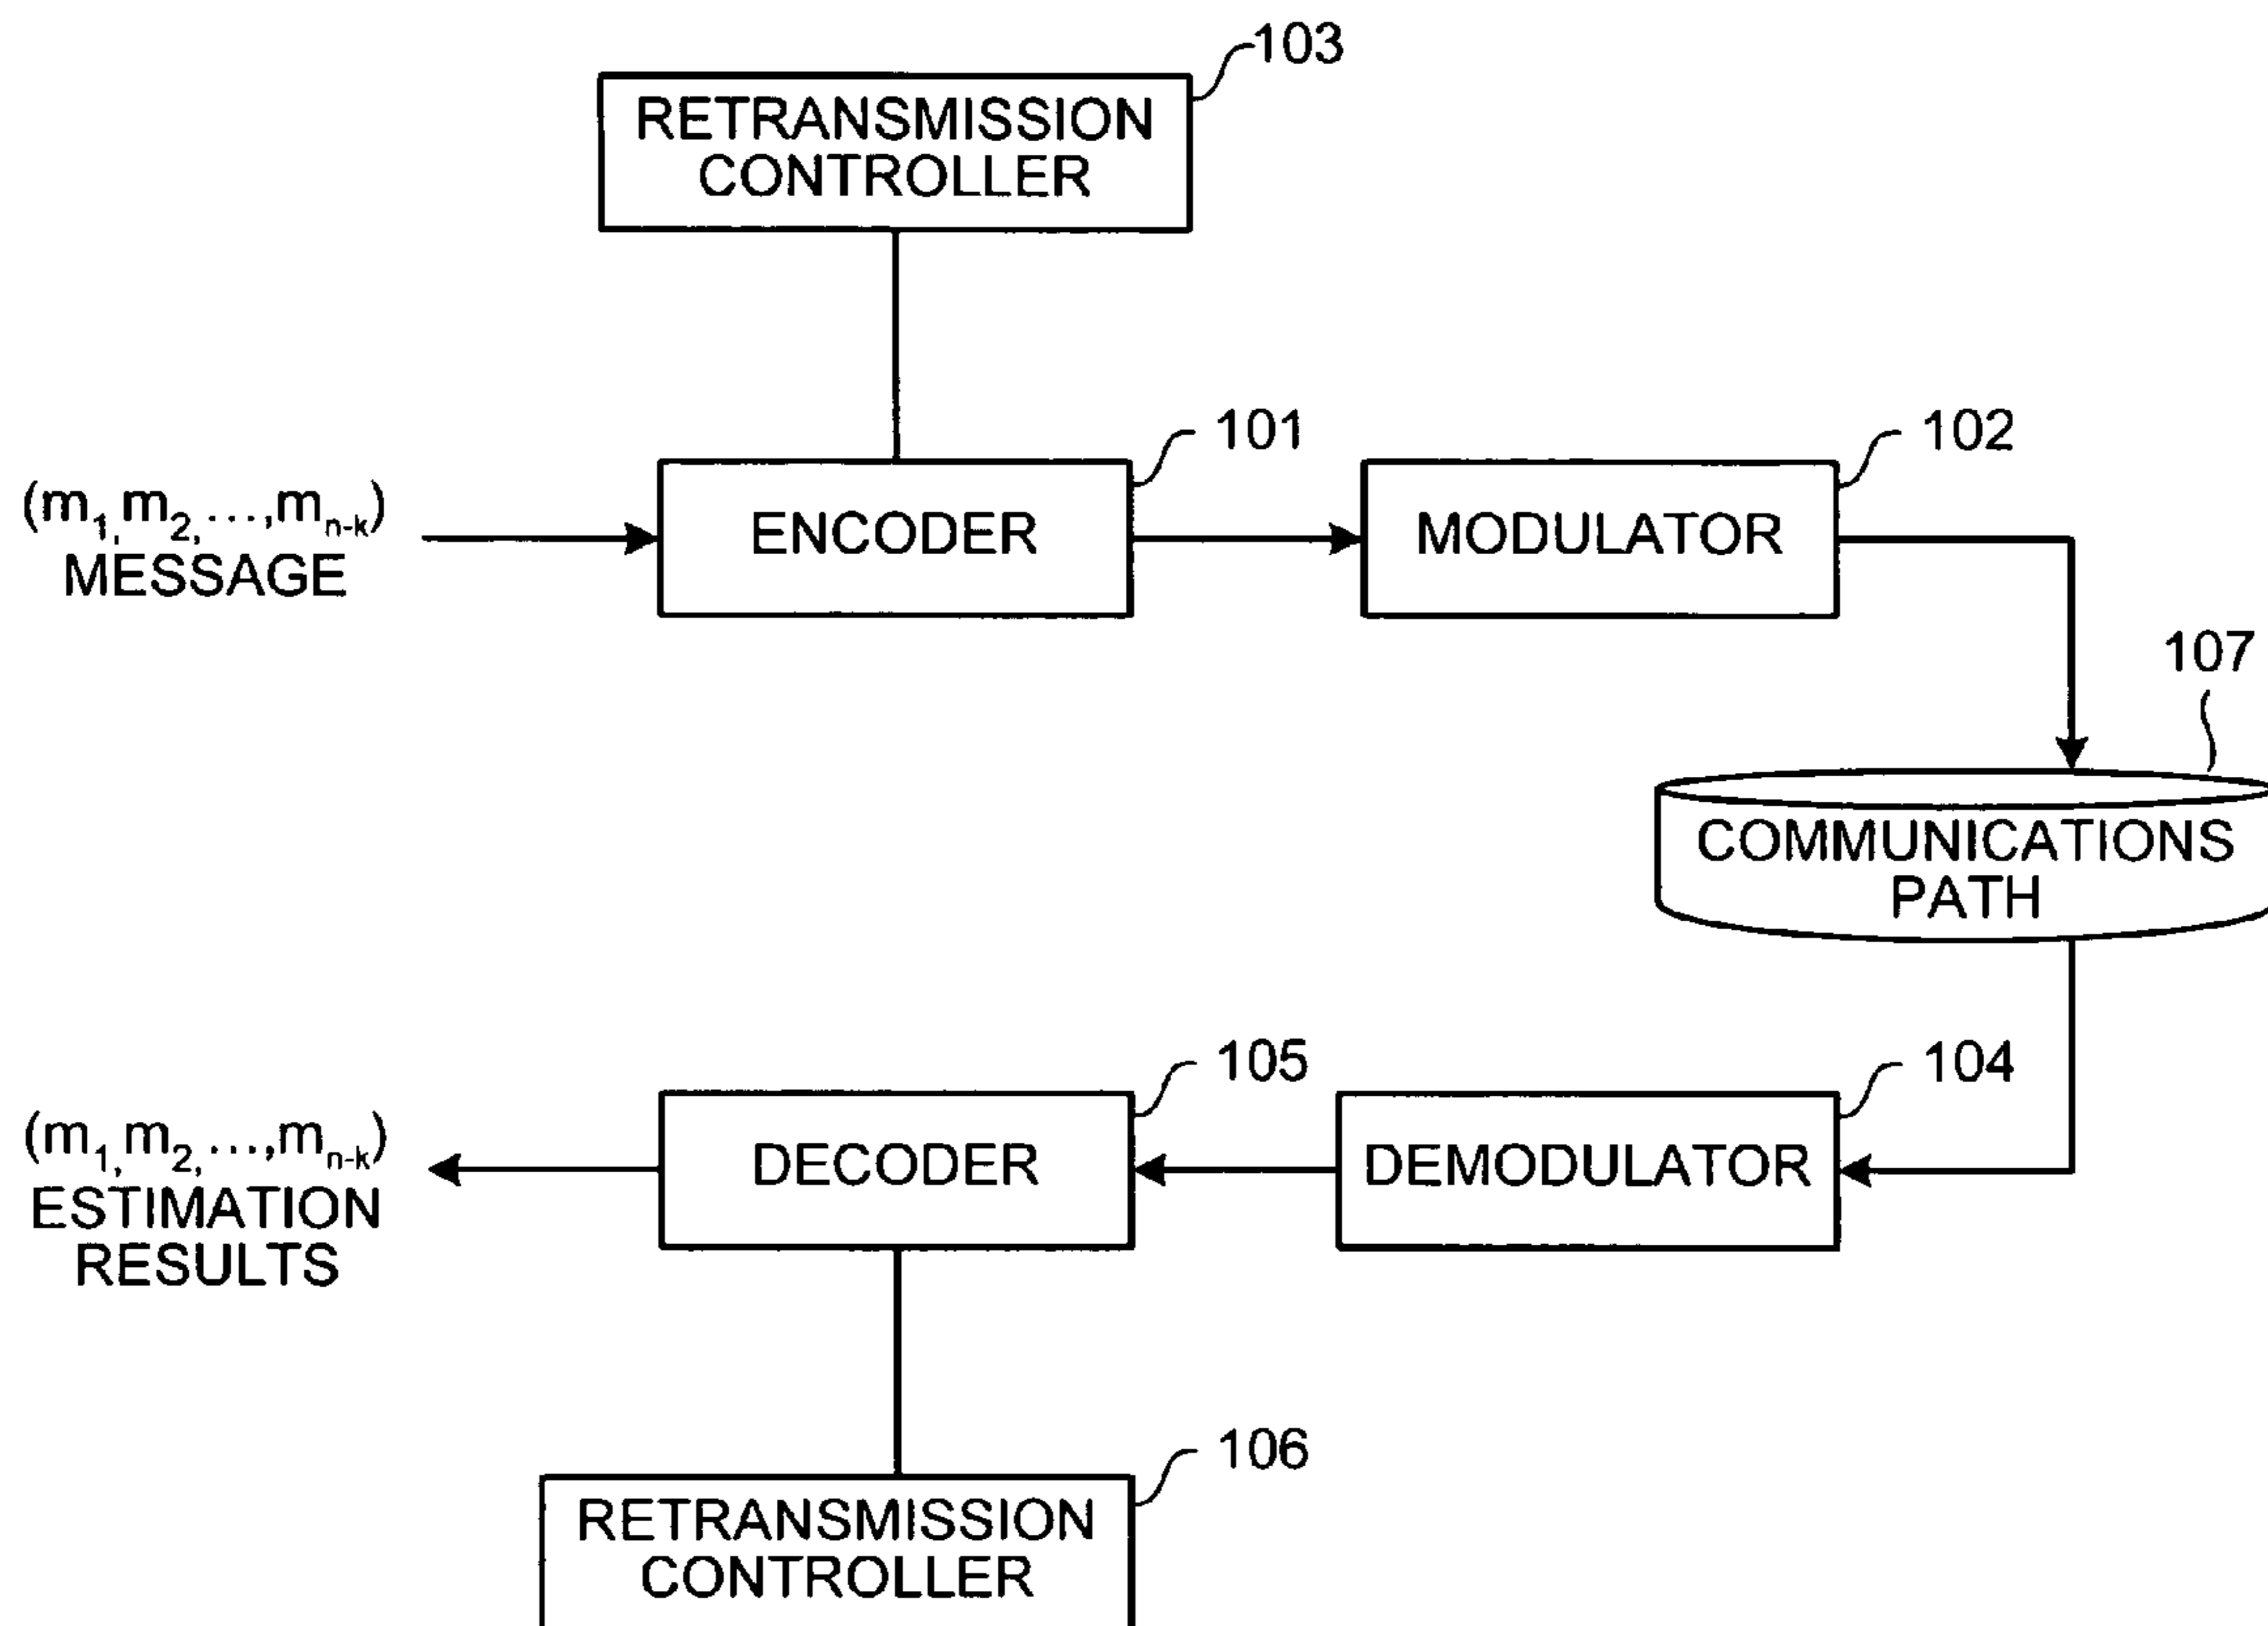 103
RETRANSMISSION
CONTROLLER
101
102
(m1, m2, ...,mn-k)
MESSAGE
ENCODER
MODULATOR
107
COMMUNICATIONS
PATH
105
104
(m1, m2, ...,mn-k)
ESTIMATION
RESULTS
DECODER
DEMODULATOR
106
RETRANSMISSION
CONTROLLER